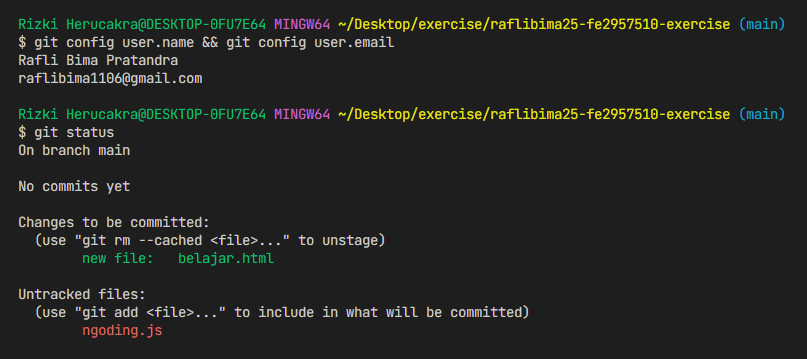 Rizki Herucakra@DESKTOP-0FU7E64 MINGW64 ~/Desktop/exercise/raflibima25-fe2957510-exercise (main)
$ git config user.name && git config user.email
Rafli Bima Pratandra
raflibima1106@gmail.com
Rizki Herucakra@DESKTOP-0FU7E64 MINGW64 ~/Desktop/exercise/raflibima25-fe2957510-exercise (main)
$ git status
On branch main
No commits yet
Changes to be committed:
  (use "git rm --cached <file>..." to unstage)
        new file:   belajar.html
Untracked files:
  (use "git add <file>..." to include in what will be committed)
        ngoding.js